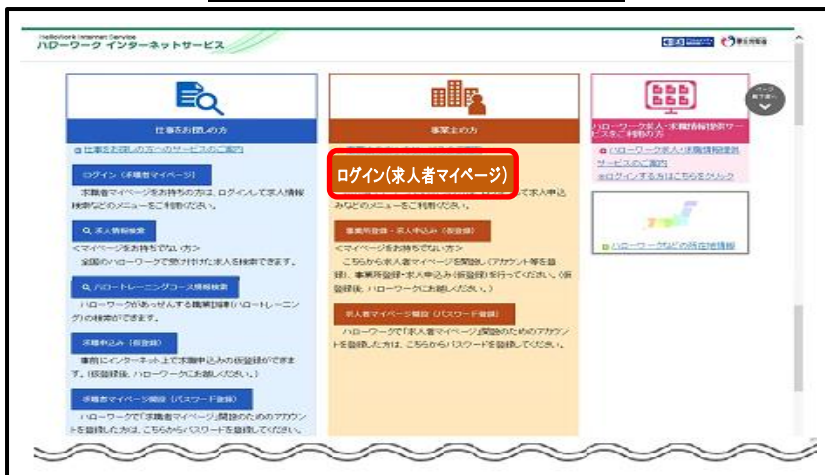 HelloWork Internet Service
ハローワーク インターネットサービス
厚生労働省
仕事をお探しの方
仕事をお探しの方へのサービスのご案内
ログイン（求職者マイページ）
求職者マイページをお持ちの方は、ログインして求人情報
検索などのメニューをご利用ください。
求人情報検索
＜マイページをお持ちでない方＞
全国のハローワークで受け付けた求人を検索できます。
ハロートレーニングコース情報検索
ハローワークがあっせんする職業訓練（ハロートレーニン
グ）の検索ができます。
求職申込み（仮登録）
事前にインターネット上で求職申込みの仮登録ができま
す。（仮登録後、ハローワークにお越しください。）
求職者マイページ開設（パスワード登録）
ハローワークで「求職者マイページ」開設のためのアカウン
トを登録した方は、こちらからパスワードを登録してください。
事業主の方
ログイン(求人者マイページ)
ログインして求人申込
みなどのメニューをご利用ください。
事業所登録・求人申込み（仮登録）
＜マイページをお持ちでない方＞
こちらから求人者マイページを開設し（アカウント等を登
録）、事業所登録・求人申込み（仮登録）を行ってください。（仮
登録後、ハローワークにお越しください。）
求人者マイページ開設（パスワード登録）
ハローワークで「求人者マイページ」開設のためのアカウン
トを登録した方は、こちらからパスワードを登録してください。
ハローワーク求人・求職情報提供サー
ビスをご利用の方
ハローワーク求人・求職情報提供
サービスのご案内
※ログインする方はこちらをクリック
ハローワークなどの所在地情報